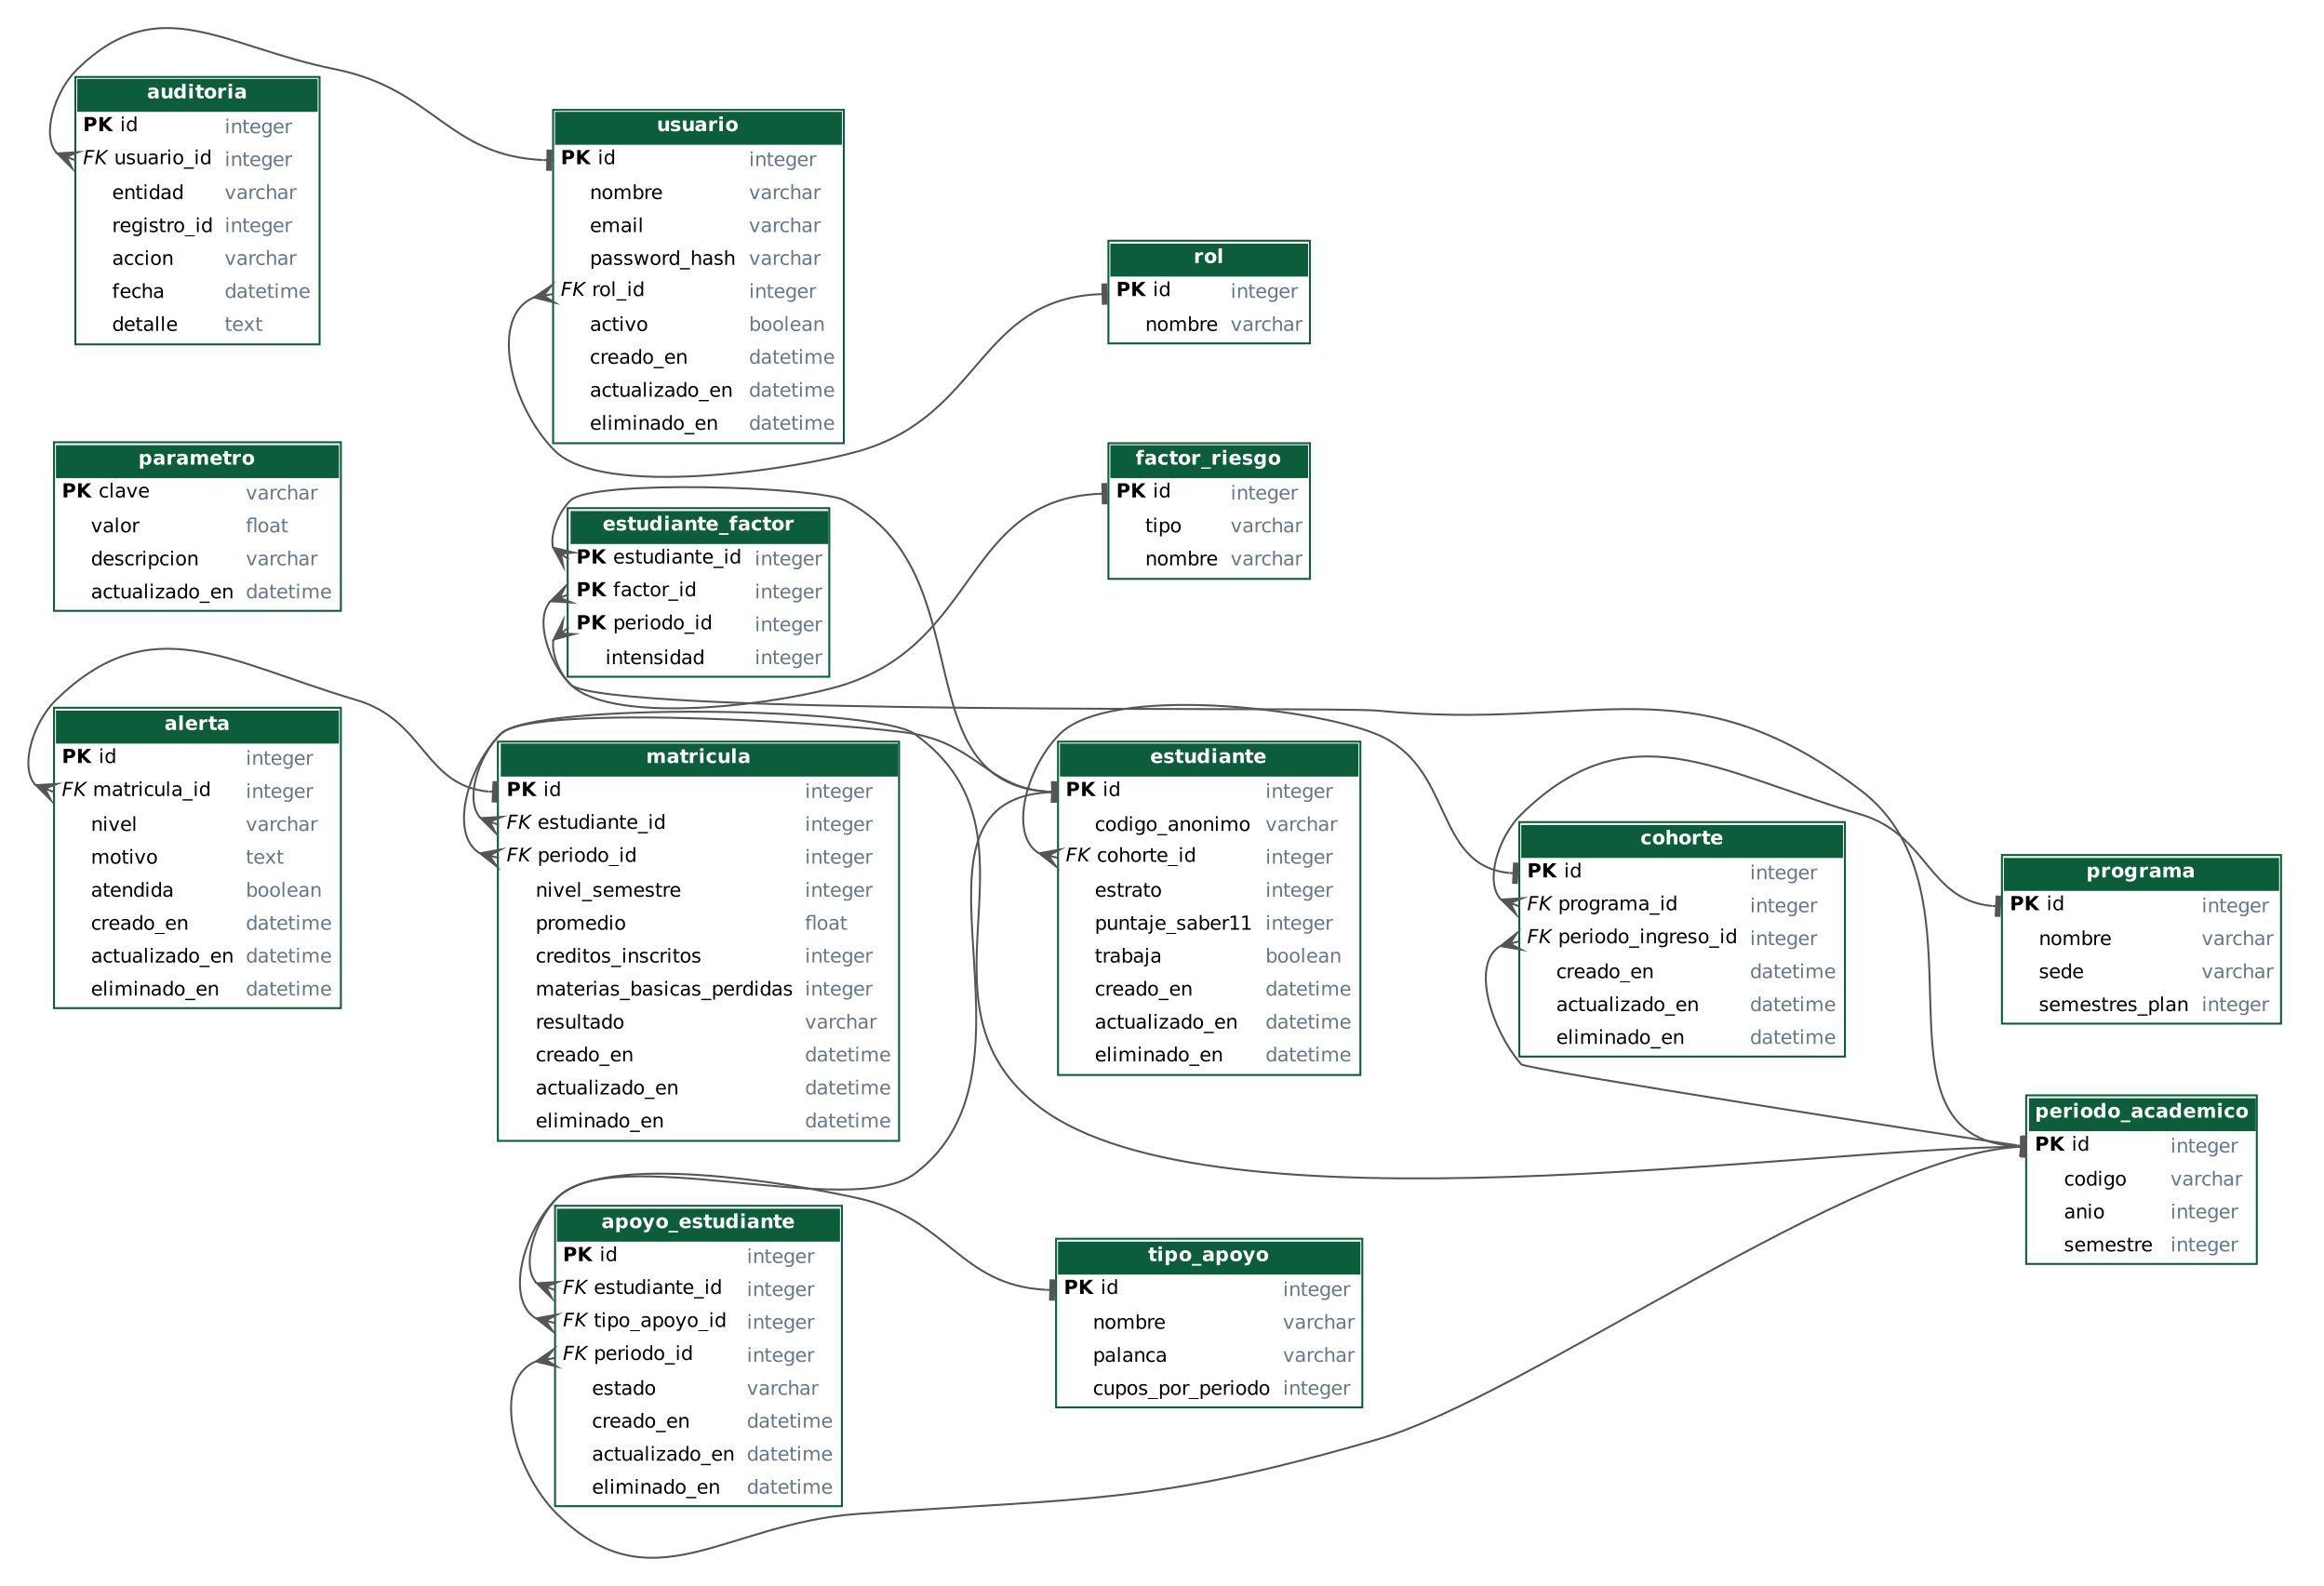 auditoria
PK id integer
FK usuario_id integer
entidad varchar
registro_id integer
accion varchar
fecha datetime
detalle text
usuario
PK id integer
nombre varchar
email varchar
password_hash varchar
FK rol_id integer
activo boolean
creado_en datetime
actualizado_en datetime
eliminado_en datetime
rol
PK id integer
nombre varchar
parametro
PK clave varchar
valor float
descripcion varchar
actualizado_en datetime
estudiante_factor
PK estudiante_id integer
PK factor_id integer
PK periodo_id integer
intensidad integer
factor_riesgo
PK id integer
tipo varchar
nombre varchar
alerta
PK id integer
FK matricula_id integer
nivel varchar
motivo text
atendida boolean
creado_en datetime
actualizado_en datetime
eliminado_en datetime
matricula
PK id integer
FK estudiante_id integer
FK periodo_id integer
nivel_semestre integer
promedio float
creditos_inscritos integer
materias_basicas_perdidas integer
resultado varchar
creado_en datetime
actualizado_en datetime
eliminado_en datetime
estudiante
PK id integer
codigo_anonimo varchar
FK cohorte_id integer
estrato integer
puntaje_saber11 integer
trabaja boolean
creado_en datetime
actualizado_en datetime
eliminado_en datetime
cohorte
PK id integer
FK programa_id integer
FK periodo_ingreso_id integer
creado_en datetime
actualizado_en datetime
eliminado_en datetime
programa
PK id integer
nombre varchar
sede varchar
semestres_plan integer
periodo_academico
PK id integer
codigo varchar
anio integer
semestre integer
apoyo_estudiante
PK id integer
FK estudiante_id integer
FK tipo_apoyo_id integer
FK periodo_id integer
estado varchar
creado_en datetime
actualizado_en datetime
eliminado_en datetime
tipo_apoyo
PK id integer
nombre varchar
palanca varchar
cupos_por_periodo integer